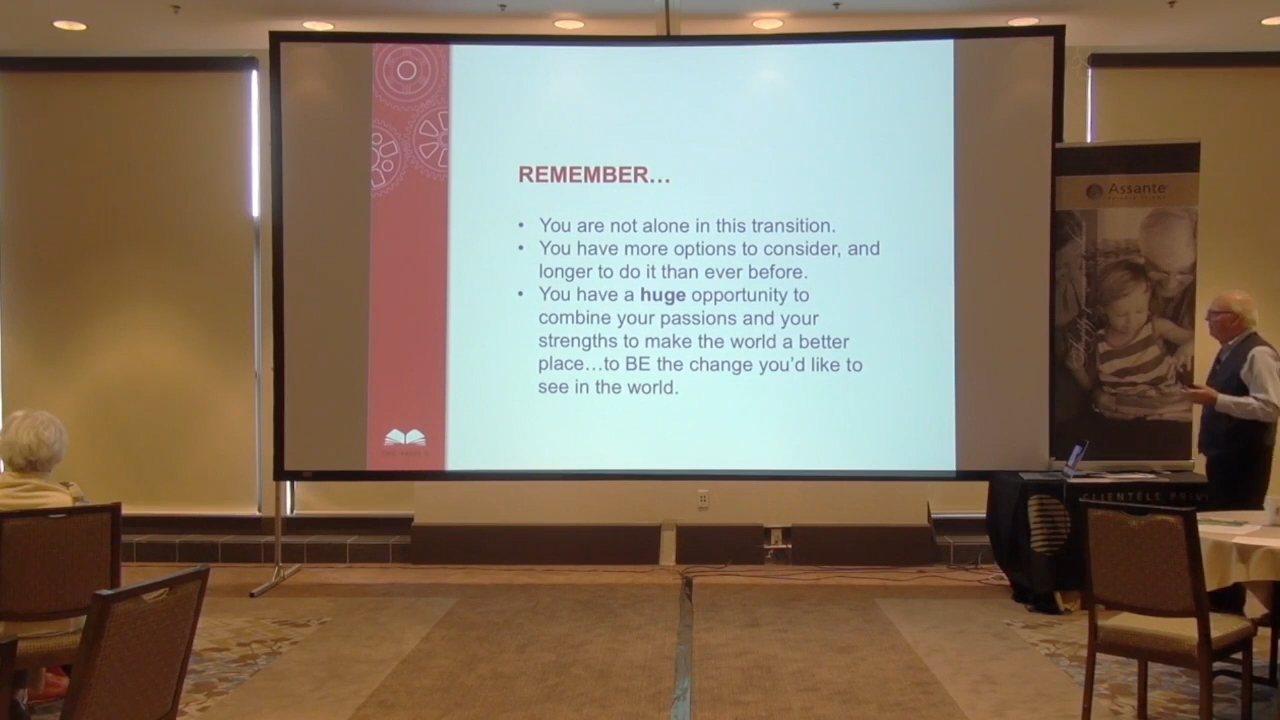 REMEMBER…
• You are not alone in this transition.
• You have more options to consider, and
longer to do it than ever before.
• You have a huge opportunity to
combine your passions and your
strengths to make the world a better
place…to BE the change you'd like to
see in the world.
Assante
CLIENTÈLE